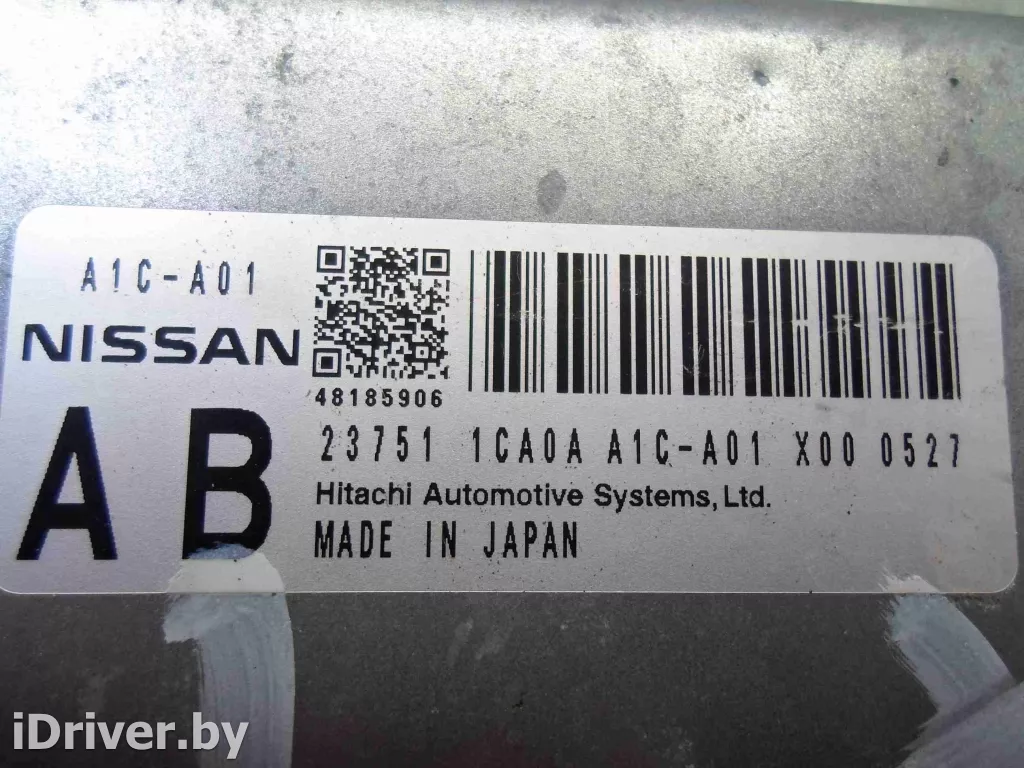 A1C-A01
NISSAN
AB
48185906
23751 1CA0A A1C-A01 X00 0527
Hitachi Automotive Systems, Ltd.
MADE IN JAPAN
iDriver.by